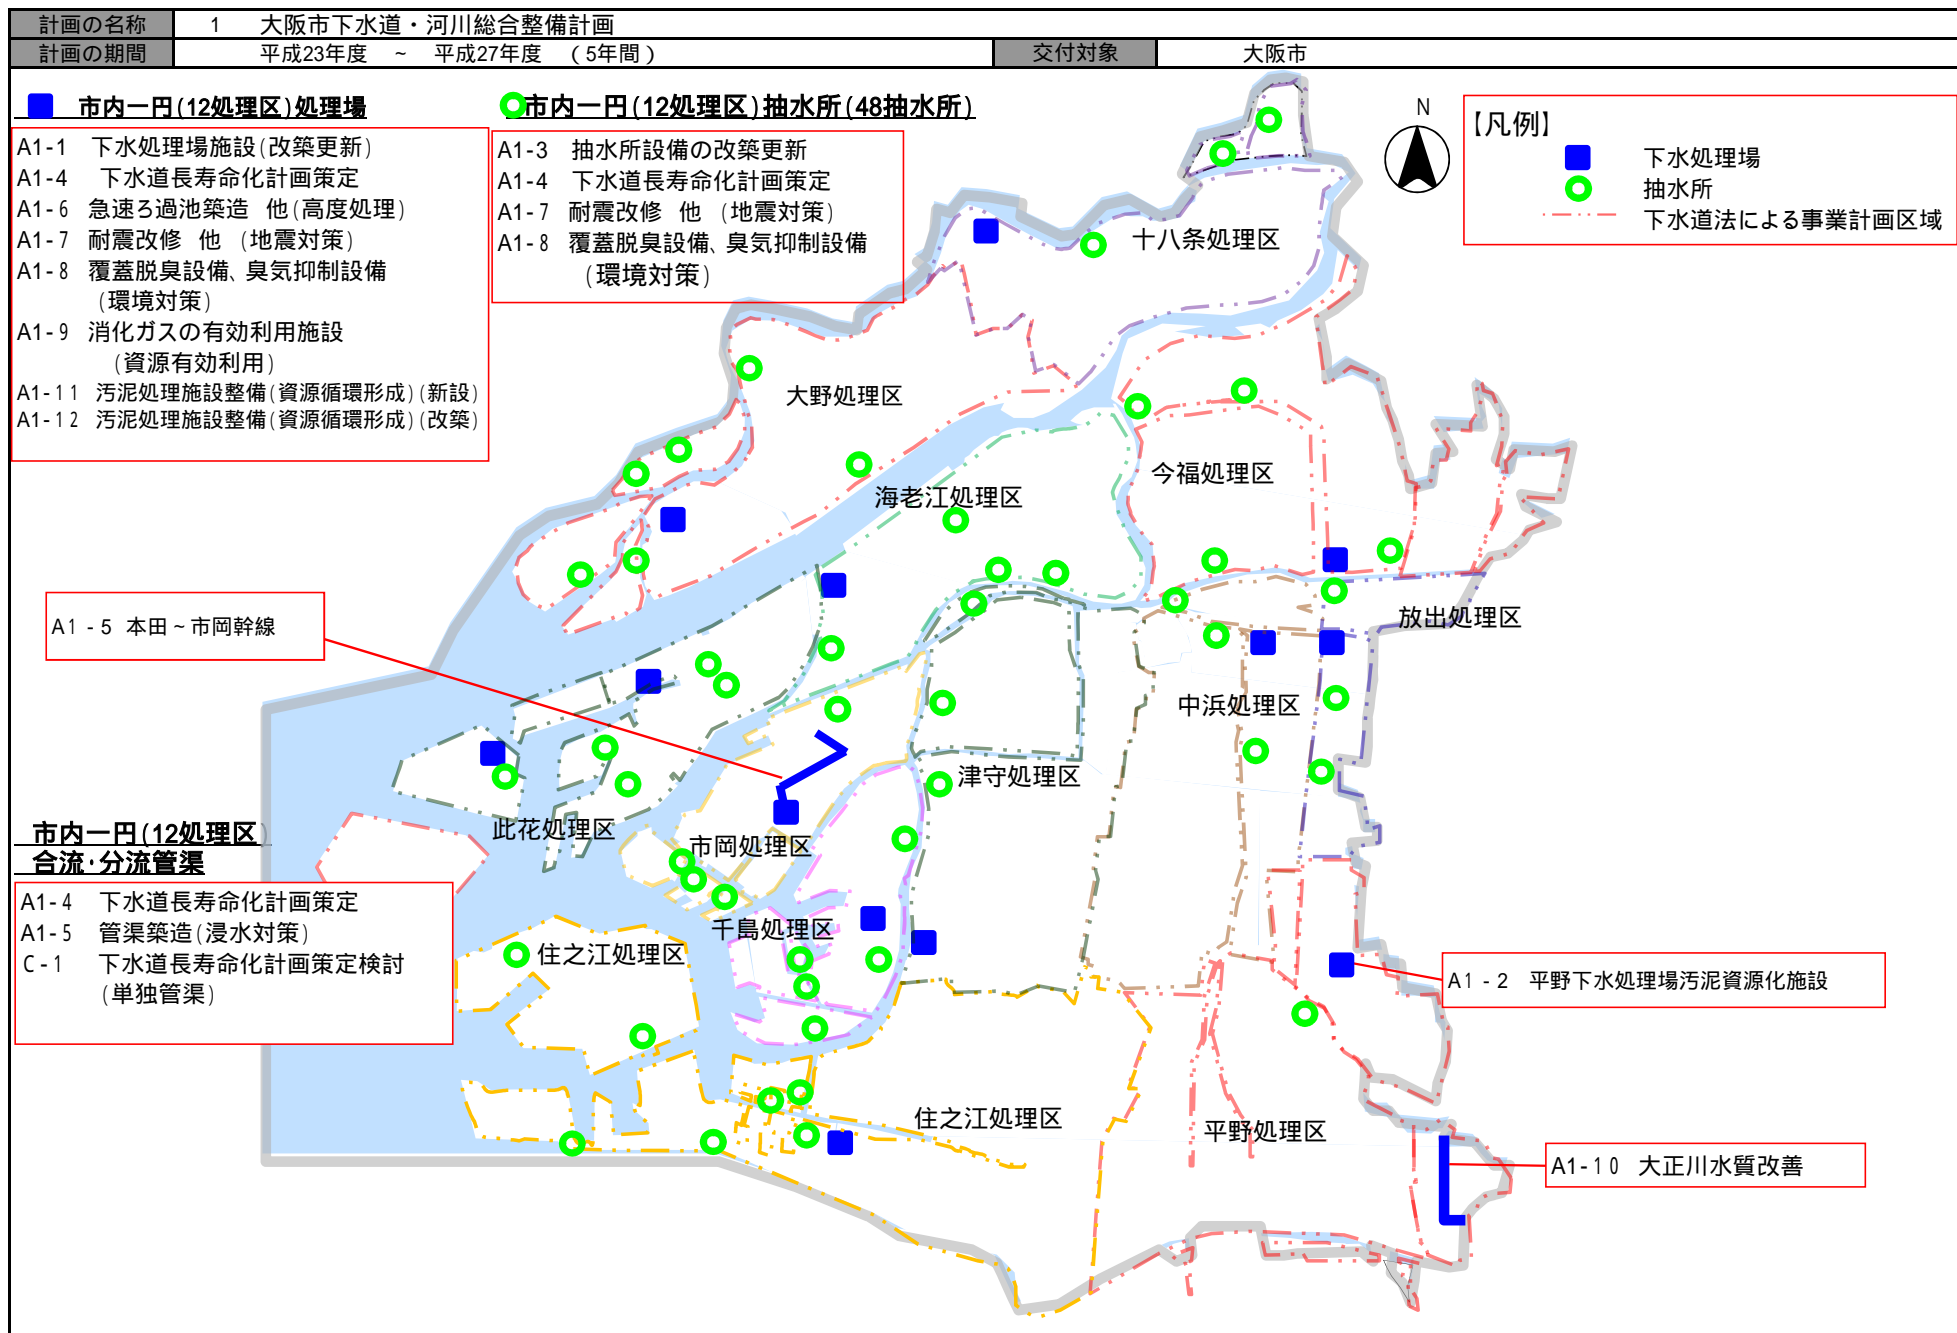 計画の名称 1 大阪市下水道・河川総合整備計画
計画の期間 平成23年度 ~ 平成27年度 (5年間) 交付対象 大阪市
市内一円(12処理区)処理場
A1-1 下水処理場施設(改築更新)
A1-4 下水道長寿命化計画策定
A1-6 急速ろ過池築造 他(高度処理)
A1-7 耐震改修 他 (地震対策)
A1-8 覆蓋脱臭設備、臭気抑制設備
(環境対策)
A1-9 消化ガスの有効利用施設
(資源有効利用)
A1-11 汚泥処理施設整備(資源循環形成)(新設)
A1-12 汚泥処理施設整備(資源循環形成)(改築)
市内一円(12処理区)抽水所(48抽水所)
A1-3 抽水所設備の改築更新
A1-4 下水道長寿命化計画策定
A1-7 耐震改修 他 (地震対策)
A1-8 覆蓋脱臭設備、臭気抑制設備
(環境対策)
N
【凡例】
下水処理場
抽水所
下水道法による事業計画区域
十八条処理区
大野処理区
今福処理区
海老江処理区
放出処理区
A1-5 本田~市岡幹線
中浜処理区
津守処理区
此花処理区
市岡処理区
千島処理区
住之江処理区
市内一円(12処理区)
合流・分流管渠
A1-4 下水道長寿命化計画策定
A1-5 管渠築造(浸水対策)
C-1 下水道長寿命化計画策定検討
(単独管渠)
A1-2 平野下水処理場汚泥資源化施設
住之江処理区
平野処理区
A1-10 大正川水質改善